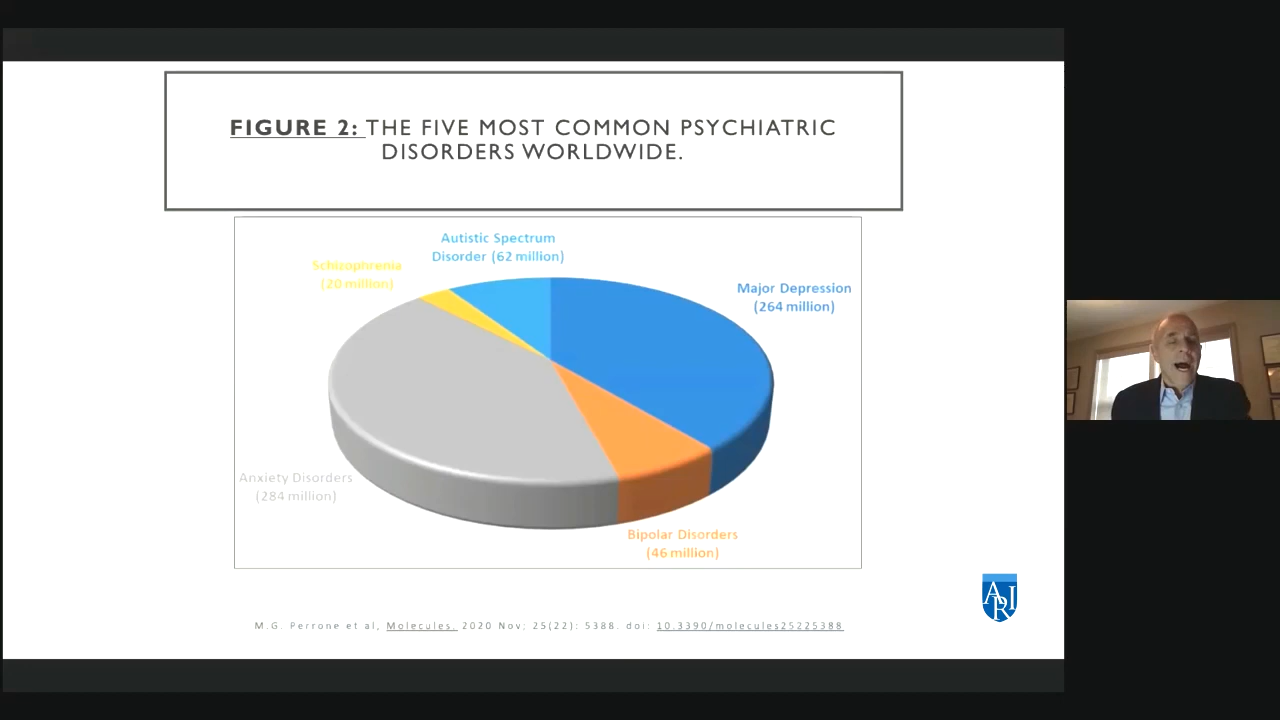 FIGURE 2: THE FIVE MOST COMMON PSYCHIATRIC
DISORDERS WORLDWIDE.
Autistic Spectrum
Disorder (62 million)
Schizophrenia
(20 million)
Major Depression
(264 million)
Anxiety Disorders
(284 million)
Bipolar Disorders
(46 million)
ARI
M.G. Perrone et al, Molecules. 2020 Nov; 25(22): 5388. doi: 10.3390/molecules25225388